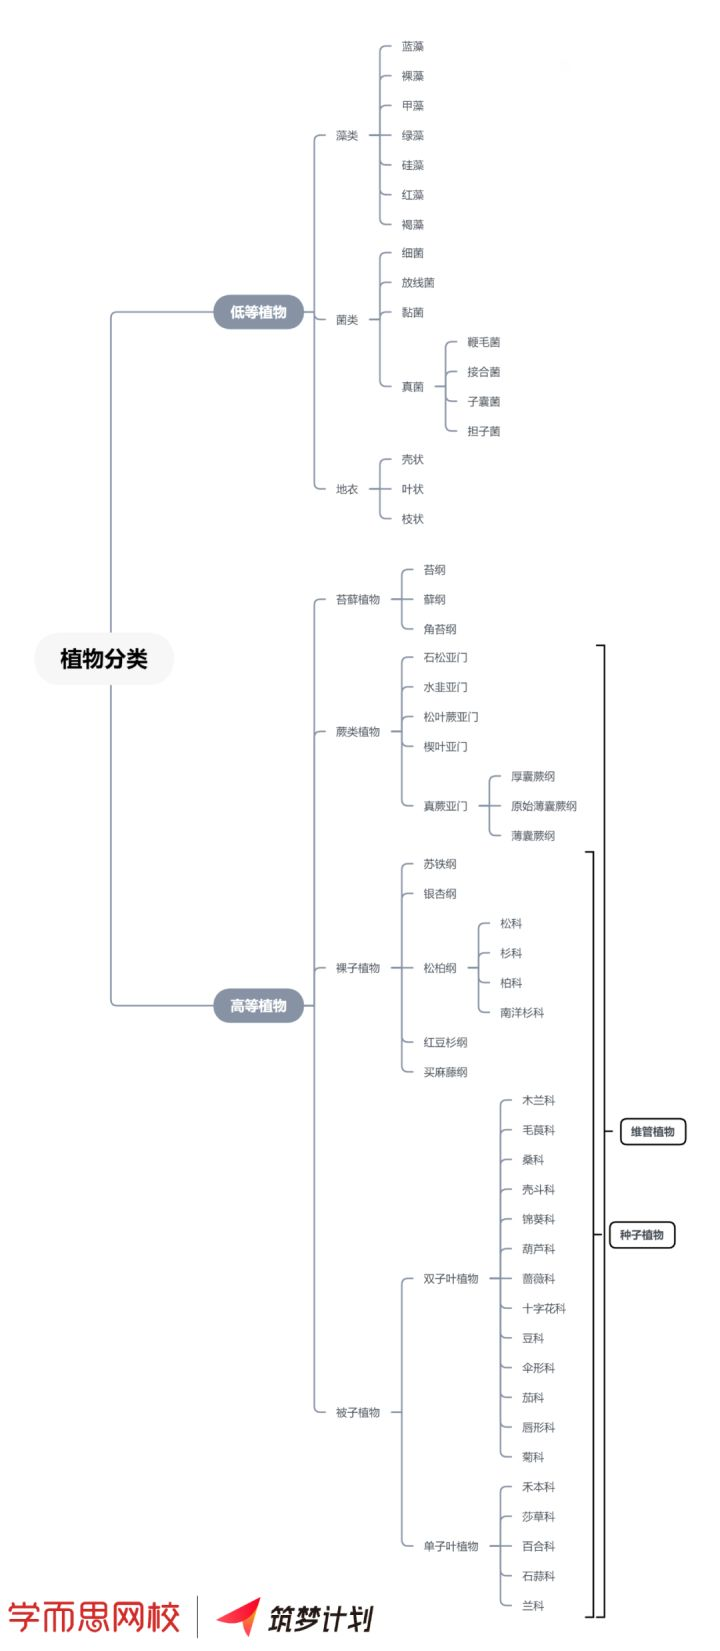 植物分类
低等植物
藻类
蓝藻
裸藻
甲藻
绿藻
硅藻
红藻
褐藻
菌类
细菌
放线菌
黏菌
真菌
鞭毛菌
接合菌
子囊菌
担子菌
地衣
壳状
叶状
枝状
高等植物
苔藓植物
苔纲
藓纲
角苔纲
蕨类植物
石松亚门
水韭亚门
松叶蕨亚门
楔叶亚门
真蕨亚门
厚囊蕨纲
原始薄囊蕨纲
薄囊蕨纲
裸子植物
苏铁纲
银杏纲
松柏纲
松科
杉科
柏科
南洋杉科
红豆杉纲
买麻藤纲
被子植物
双子叶植物
木兰科
毛茛科
桑科
壳斗科
锦葵科
葫芦科
蔷薇科
十字花科
豆科
伞形科
茄科
唇形科
菊科
单子叶植物
禾本科
莎草科
百合科
石蒜科
兰科
维管植物
种子植物
学而思网校
筑梦计划